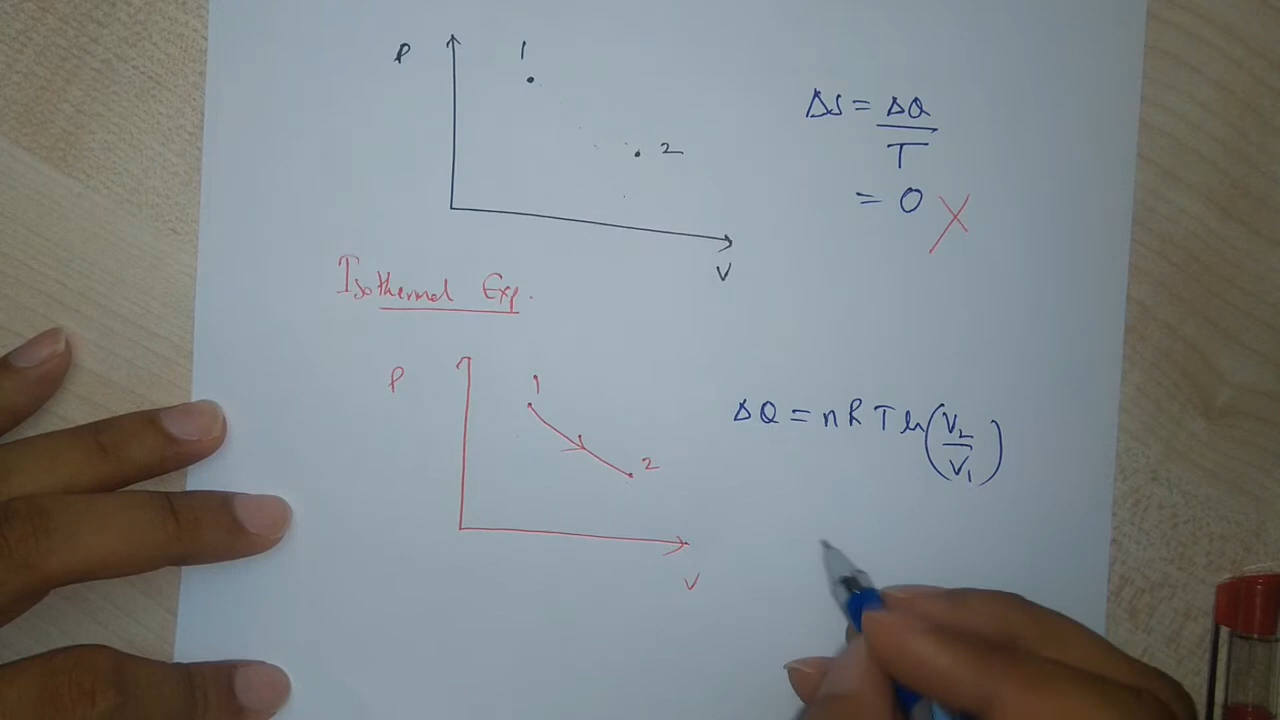 P
1
2
V
ΔS = ΔQ / T
= 0 X
Isothermal Exp.
P
1
2
V
ΔQ = nRT ln(V₂/V₁)